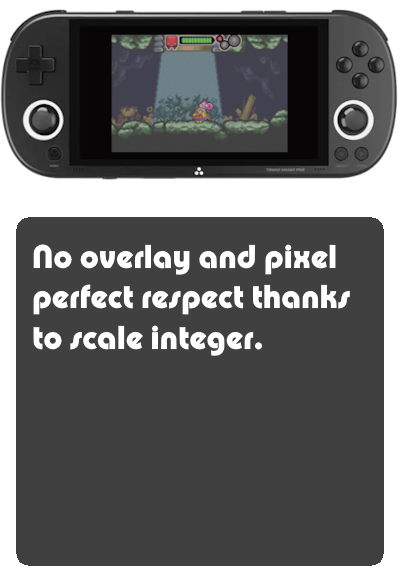 No overlay and pixel
perfect respect thanks
to scale integer.